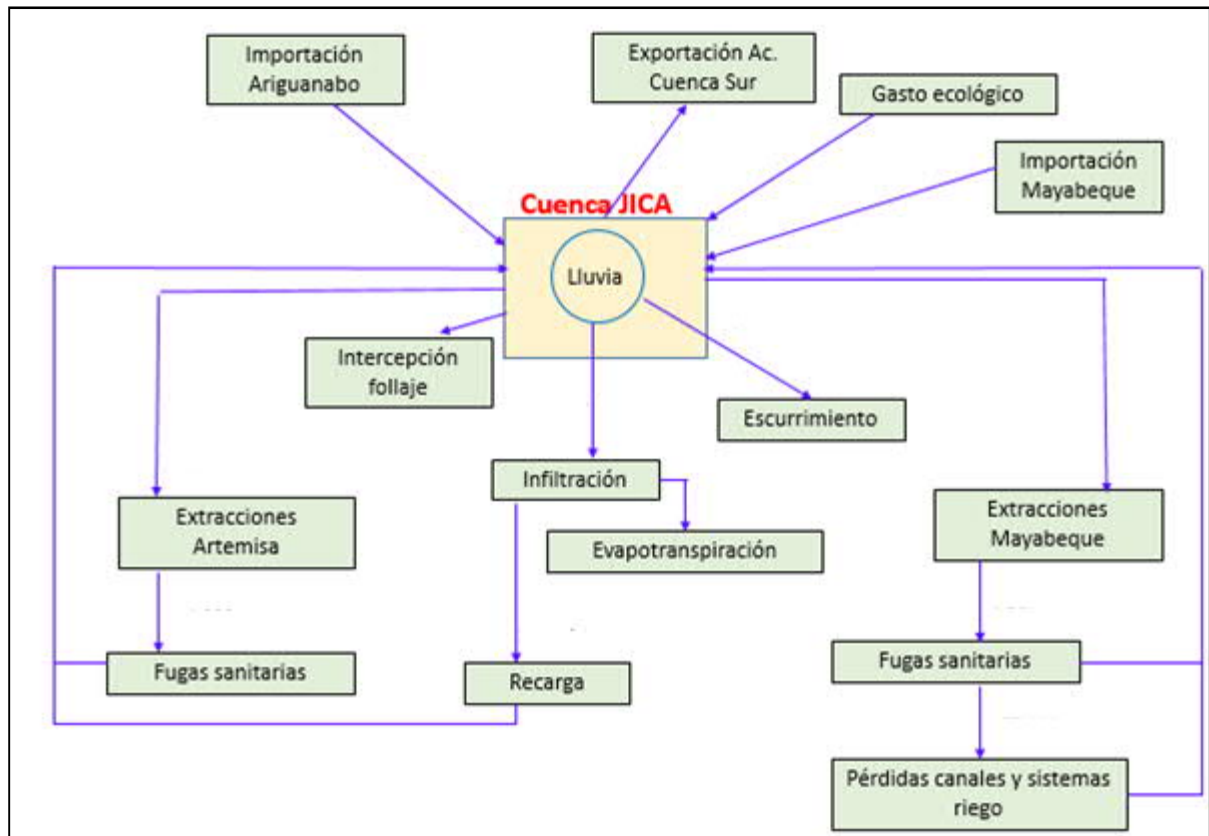 Importación
Ariguanabo
Exportación Ac.
Cuenca Sur
Gasto ecológico
Importación
Mayabeque
Cuenca JICA
Lluvia
Intercepción
follaje
Escurrimiento
Infiltración
Extracciones
Artemisa
Evapotranspiración
Extracciones
Mayabeque
Fugas sanitarias
Recarga
Fugas sanitarias
Pérdidas canales y sistemas
riego